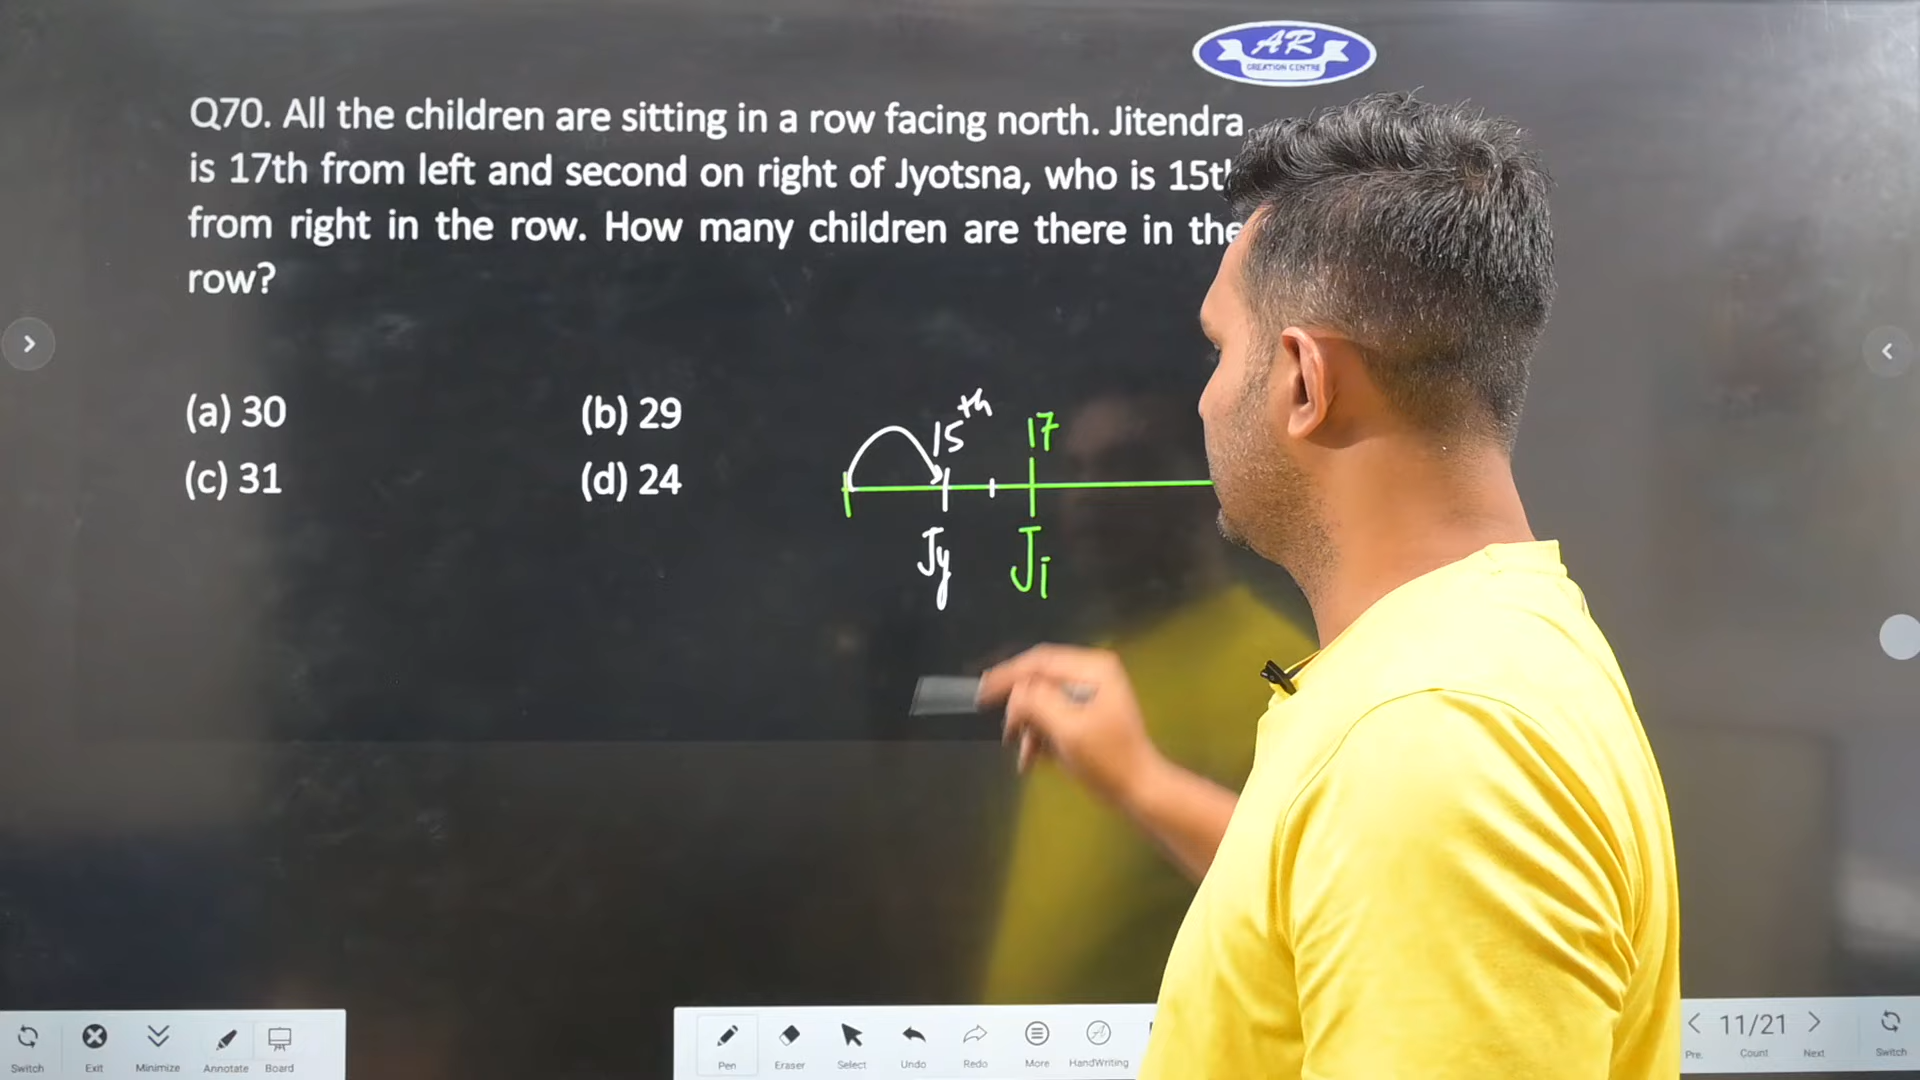 AR
CREATION CENTRE
Q70. All the children are sitting in a row facing north. Jitendra
is 17th from left and second on right of Jyotsna, who is 15th
from right in the row. How many children are there in the
row?
(a) 30
(b) 29
(c) 31
(d) 24
15th
17
Jy
Ji
Switch
Exit
Minimize
Annotate
Board
Pen
Eraser
Select
Undo
Redo
More
HandWriting
11/21
Pre.
Count
Next
Switch